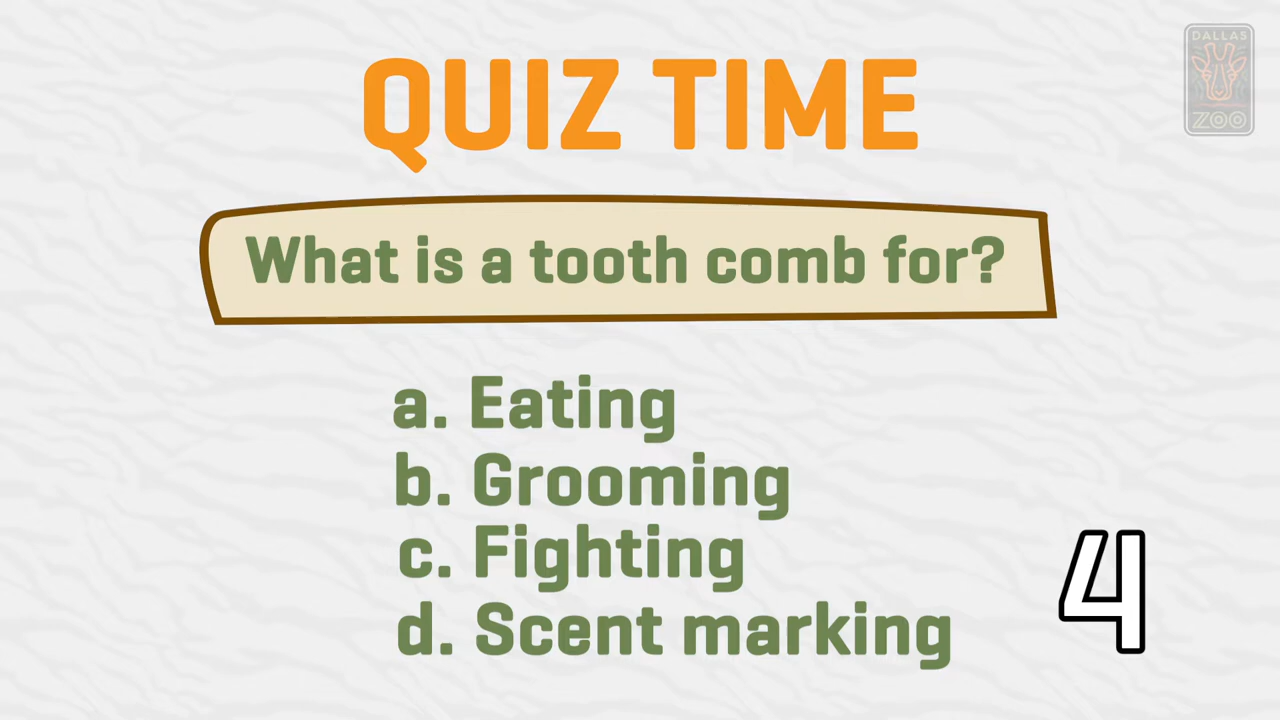 DALLAS
ZOO
QUIZ TIME
What is a tooth comb for?
a. Eating
b. Grooming
c. Fighting
d. Scent marking
4